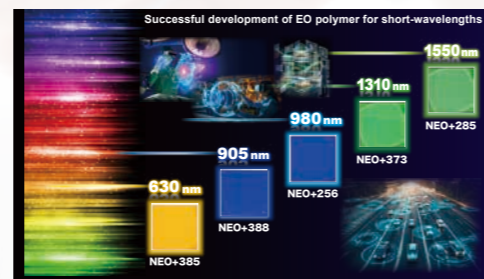 Successful development of EO polymer for short-wavelengths
1550 nm
NEO+285
1310 nm
NEO+373
980 nm
NEO+256
905 nm
NEO+388
630 nm
NEO+385